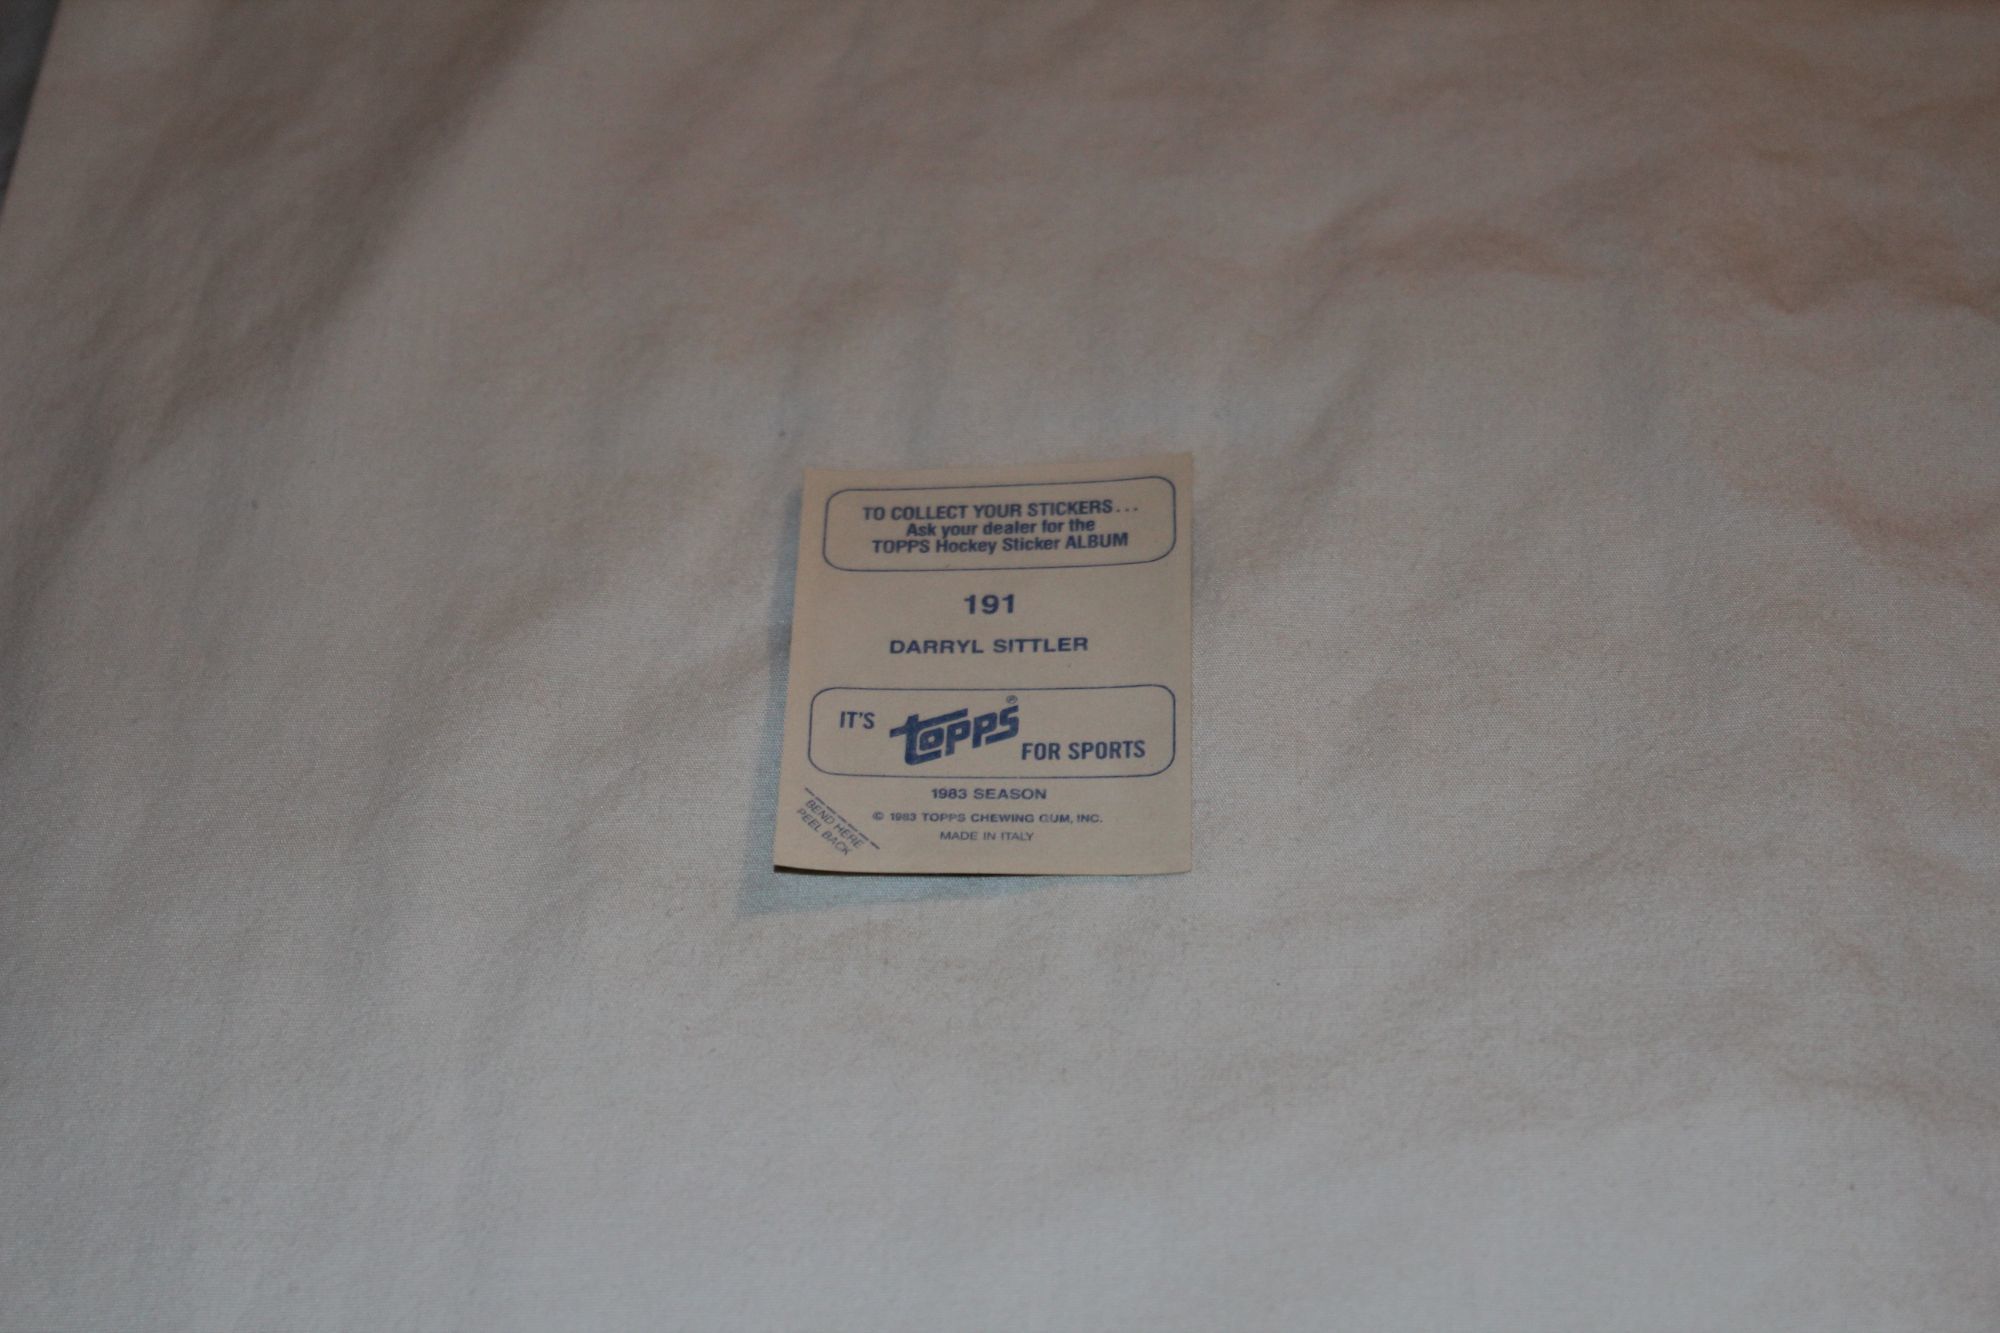 TO COLLECT YOUR STICKERS...
Ask your dealer for the
TOPPS Hockey Sticker ALBUM
191
DARRYL SITTLER
IT'S topps® FOR SPORTS
1983 SEASON
© 1983 TOPPS CHEWING GUM, INC.
MADE IN ITALY
BEND HERE
PEEL BACK